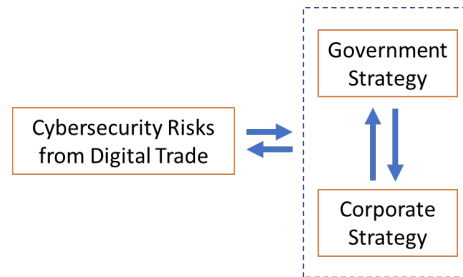 Government
Strategy
Cybersecurity Risks
from Digital Trade
Corporate
Strategy